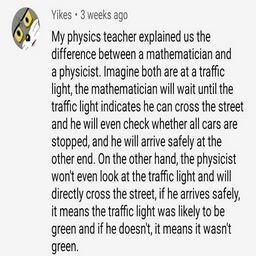 Yikes • 3 weeks ago
My physics teacher explained us the
difference between a mathematician and
a physicist. Imagine both are at a traffic
light, the mathematician will wait until the
traffic light indicates he can cross the street
and he will even check whether all cars are
stopped, and he will arrive safely at the
other end. On the other hand, the physicist
won't even look at the traffic light and will
directly cross the street, if he arrives safely,
it means the traffic light was likely to be
green and if he doesn't, it means it wasn't
green.